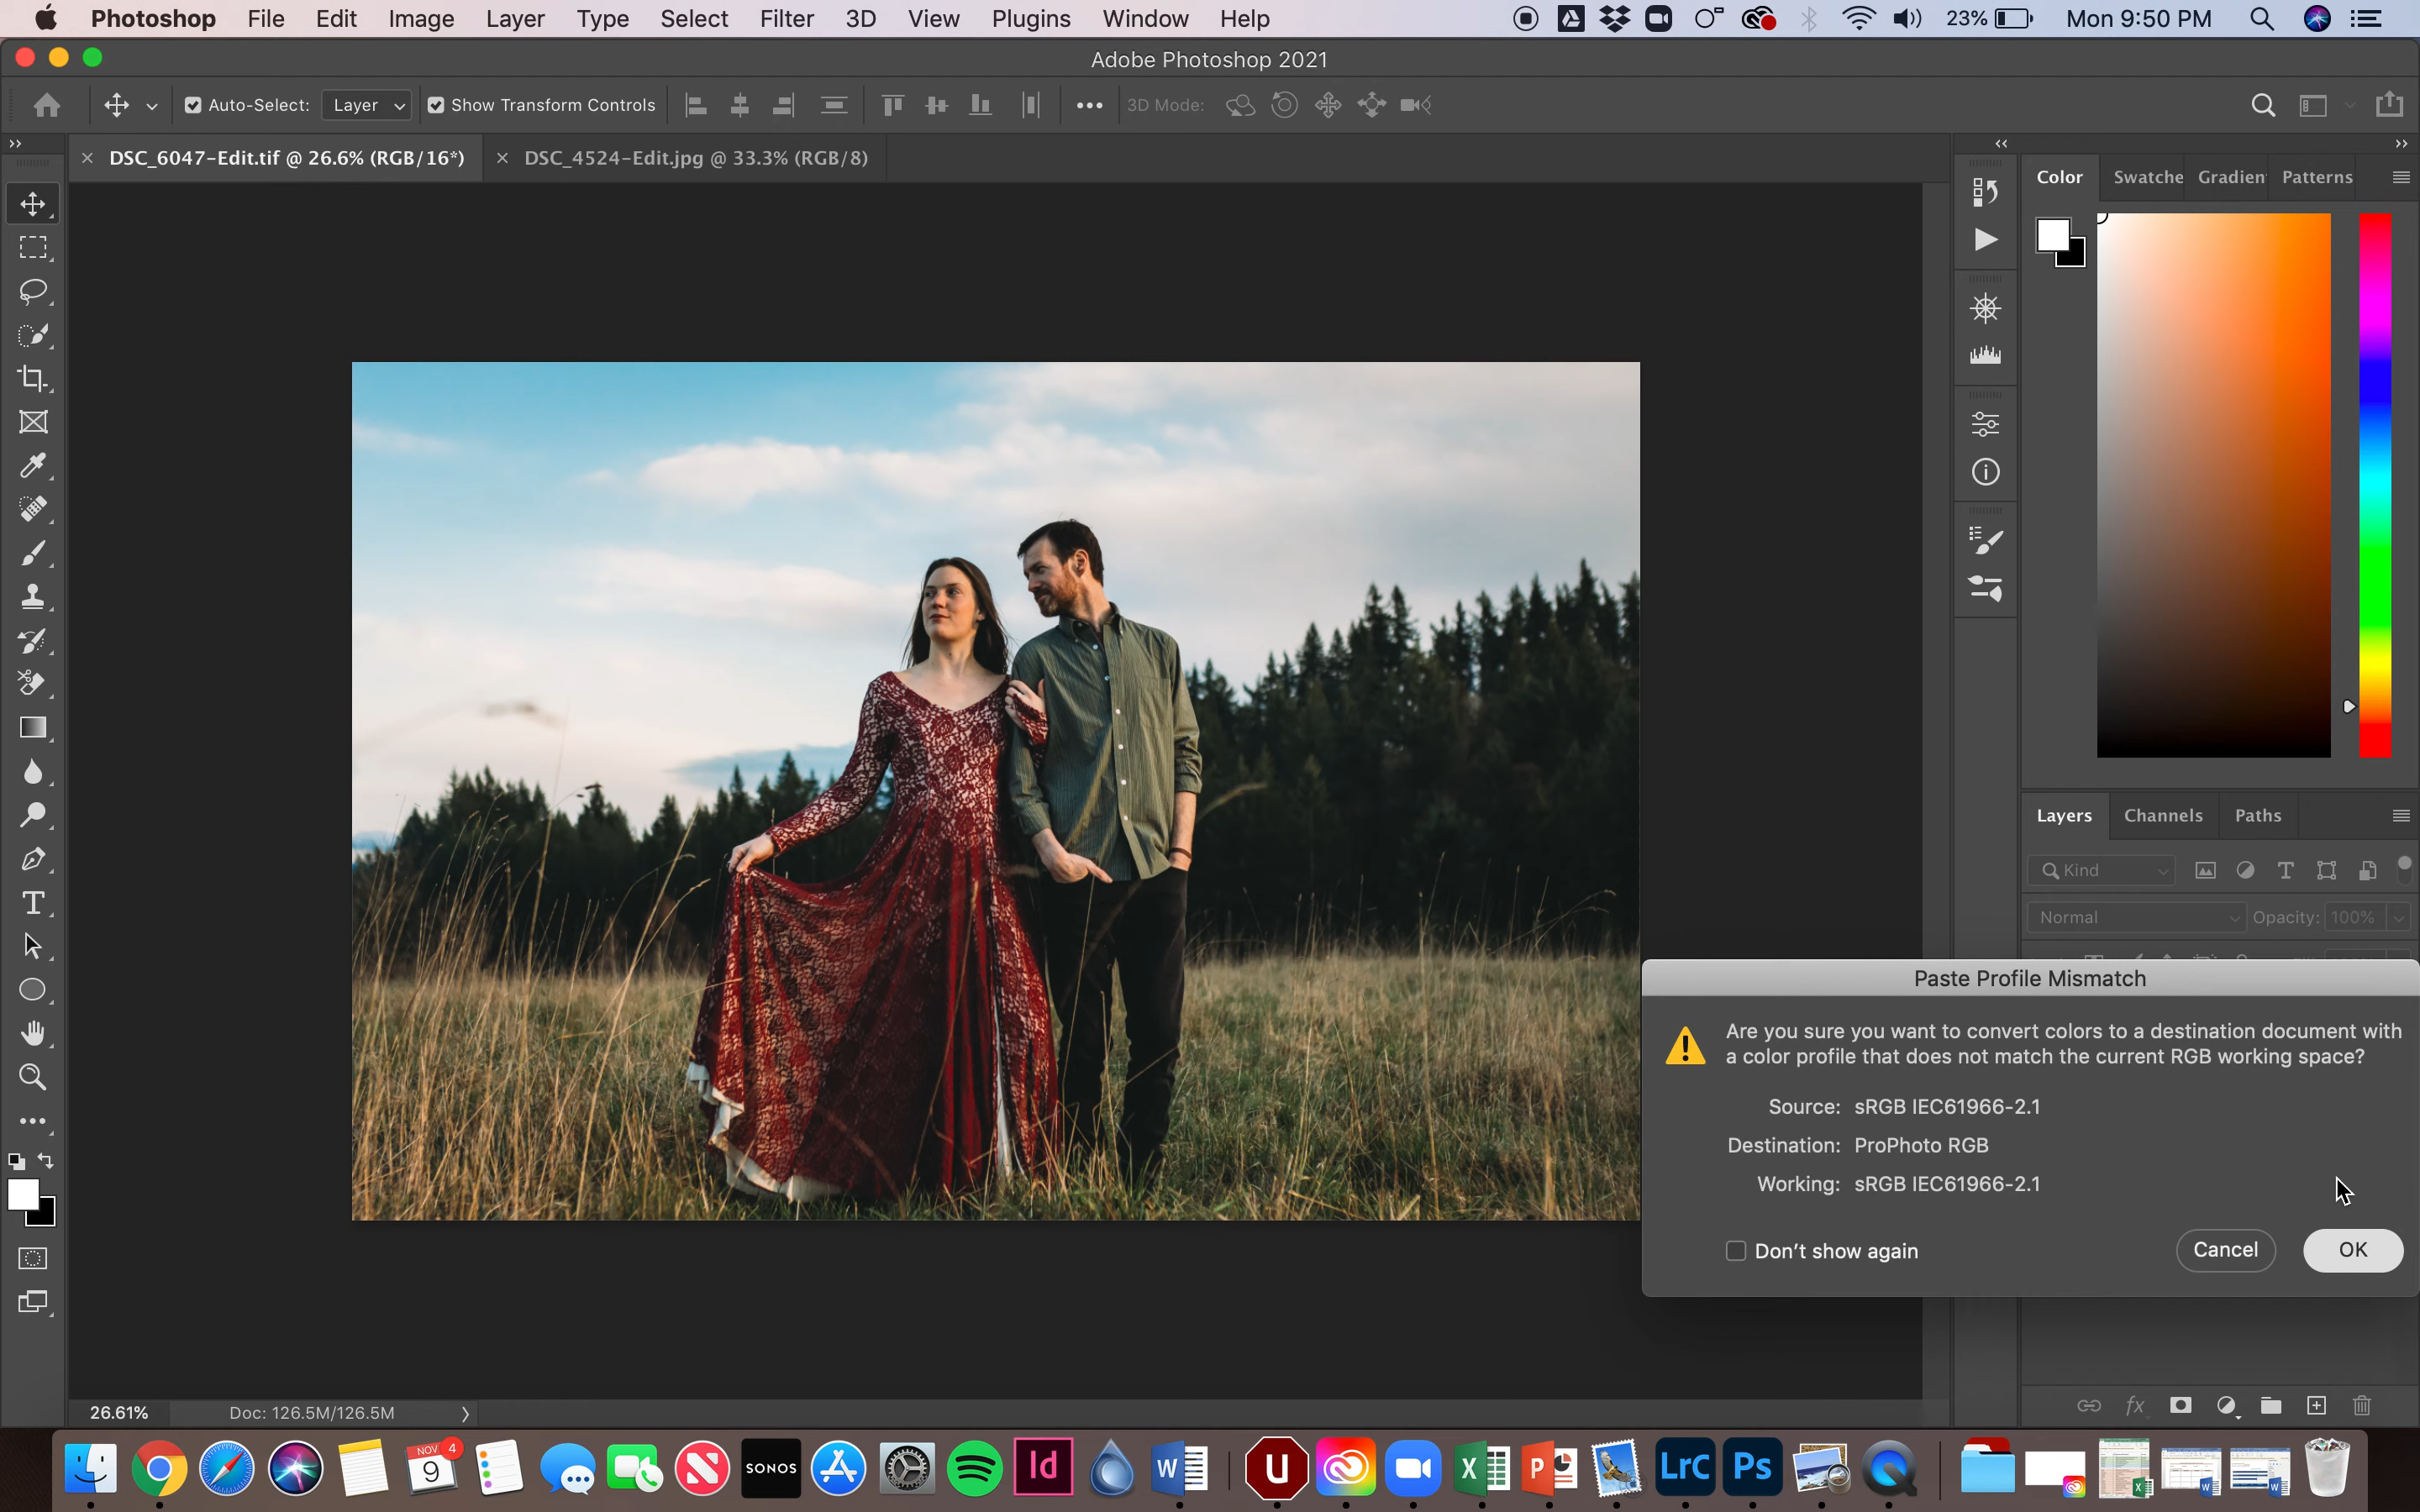 Photoshop File Edit Image Layer Type Select Filter 3D View Plugins Window Help 23% Mon 9:50 PM
Adobe Photoshop 2021
Auto-Select: Layer Show Transform Controls 3D Mode:
DSC_6047-Edit.tif @ 26.6% (RGB/16*) DSC_4524-Edit.jpg @ 33.3% (RGB/8)
Color Swatche Gradien Patterns
Layers Channels Paths
Kind
Normal Opacity: 100%
Paste Profile Mismatch
Are you sure you want to convert colors to a destination document with
a color profile that does not match the current RGB working space?
Source: sRGB IEC61966-2.1
Destination: ProPhoto RGB
Working: sRGB IEC61966-2.1
Don't show again Cancel OK
fx
26.61% Doc: 126.5M/126.5M
NOV 4
9 SONOS Id W U X P LrC Ps